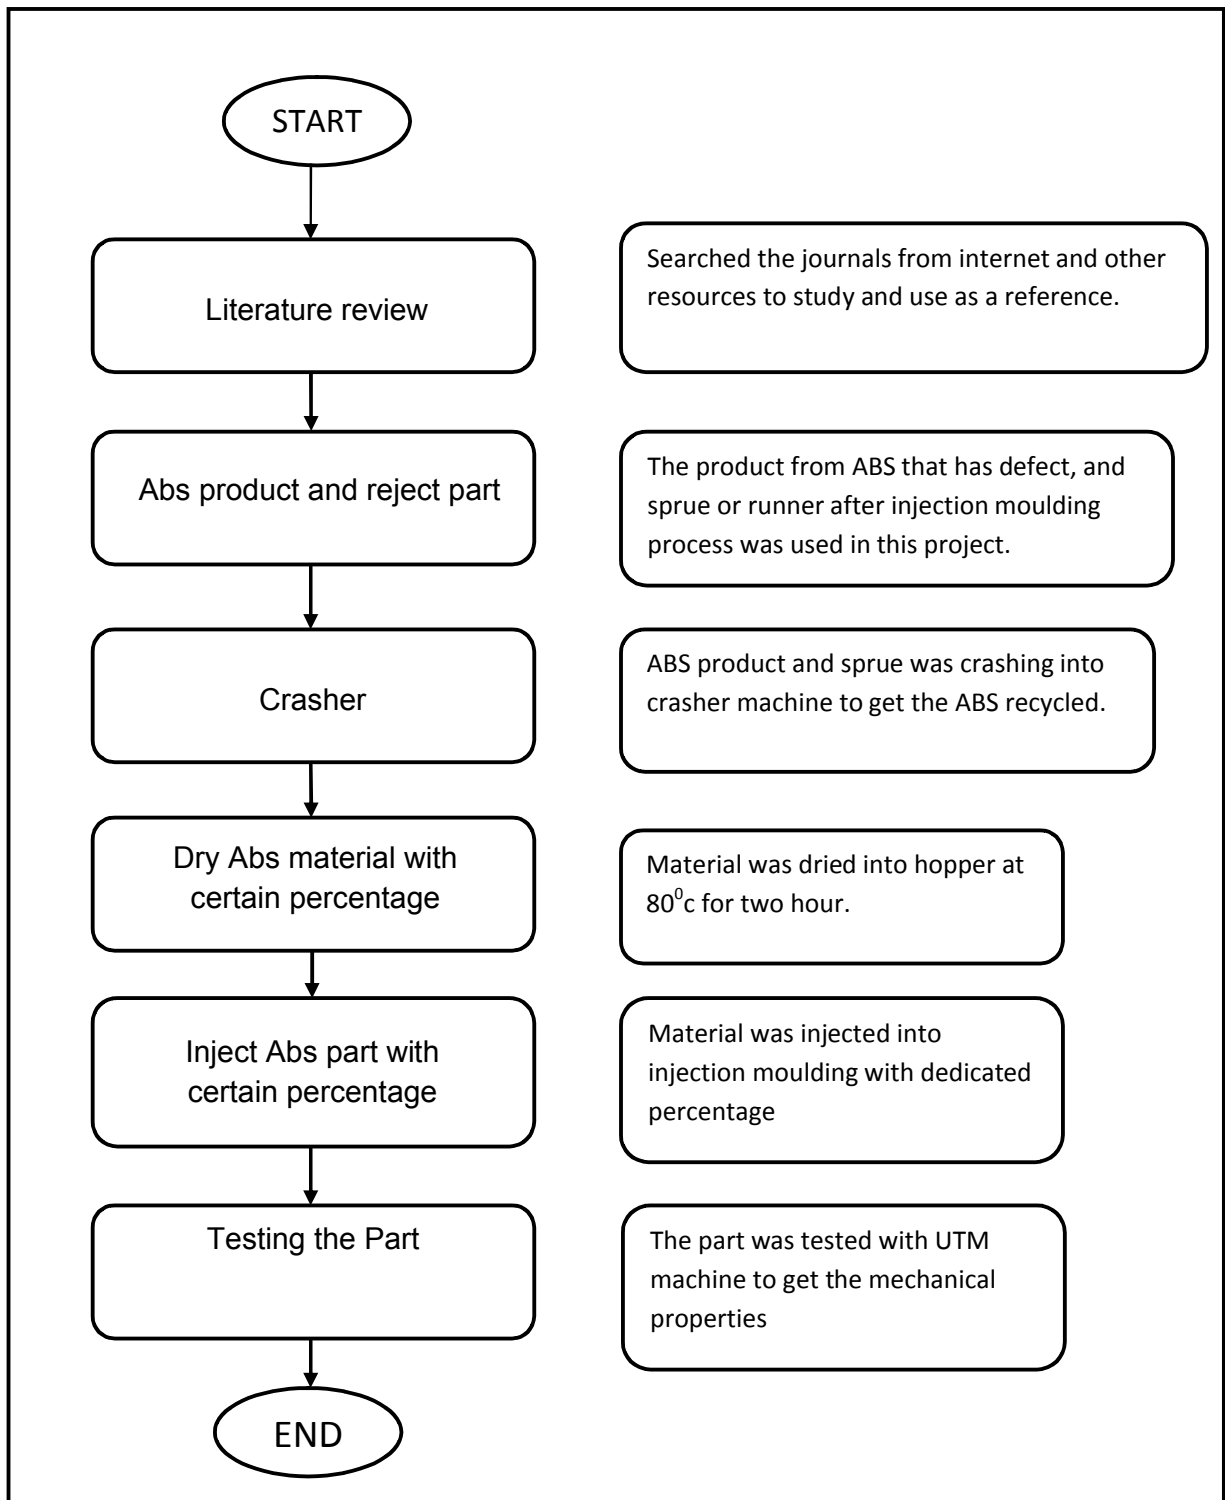 START
Literature review
Searched the journals from internet and other
resources to study and use as a reference.
Abs product and reject part
The product from ABS that has defect, and
sprue or runner after injection moulding
process was used in this project.
Crasher
ABS product and sprue was crashing into
crasher machine to get the ABS recycled.
Dry Abs material with
certain percentage
Material was dried into hopper at
80⁰c for two hour.
Inject Abs part with
certain percentage
Material was injected into
injection moulding with dedicated
percentage
Testing the Part
The part was tested with UTM
machine to get the mechanical
properties
END